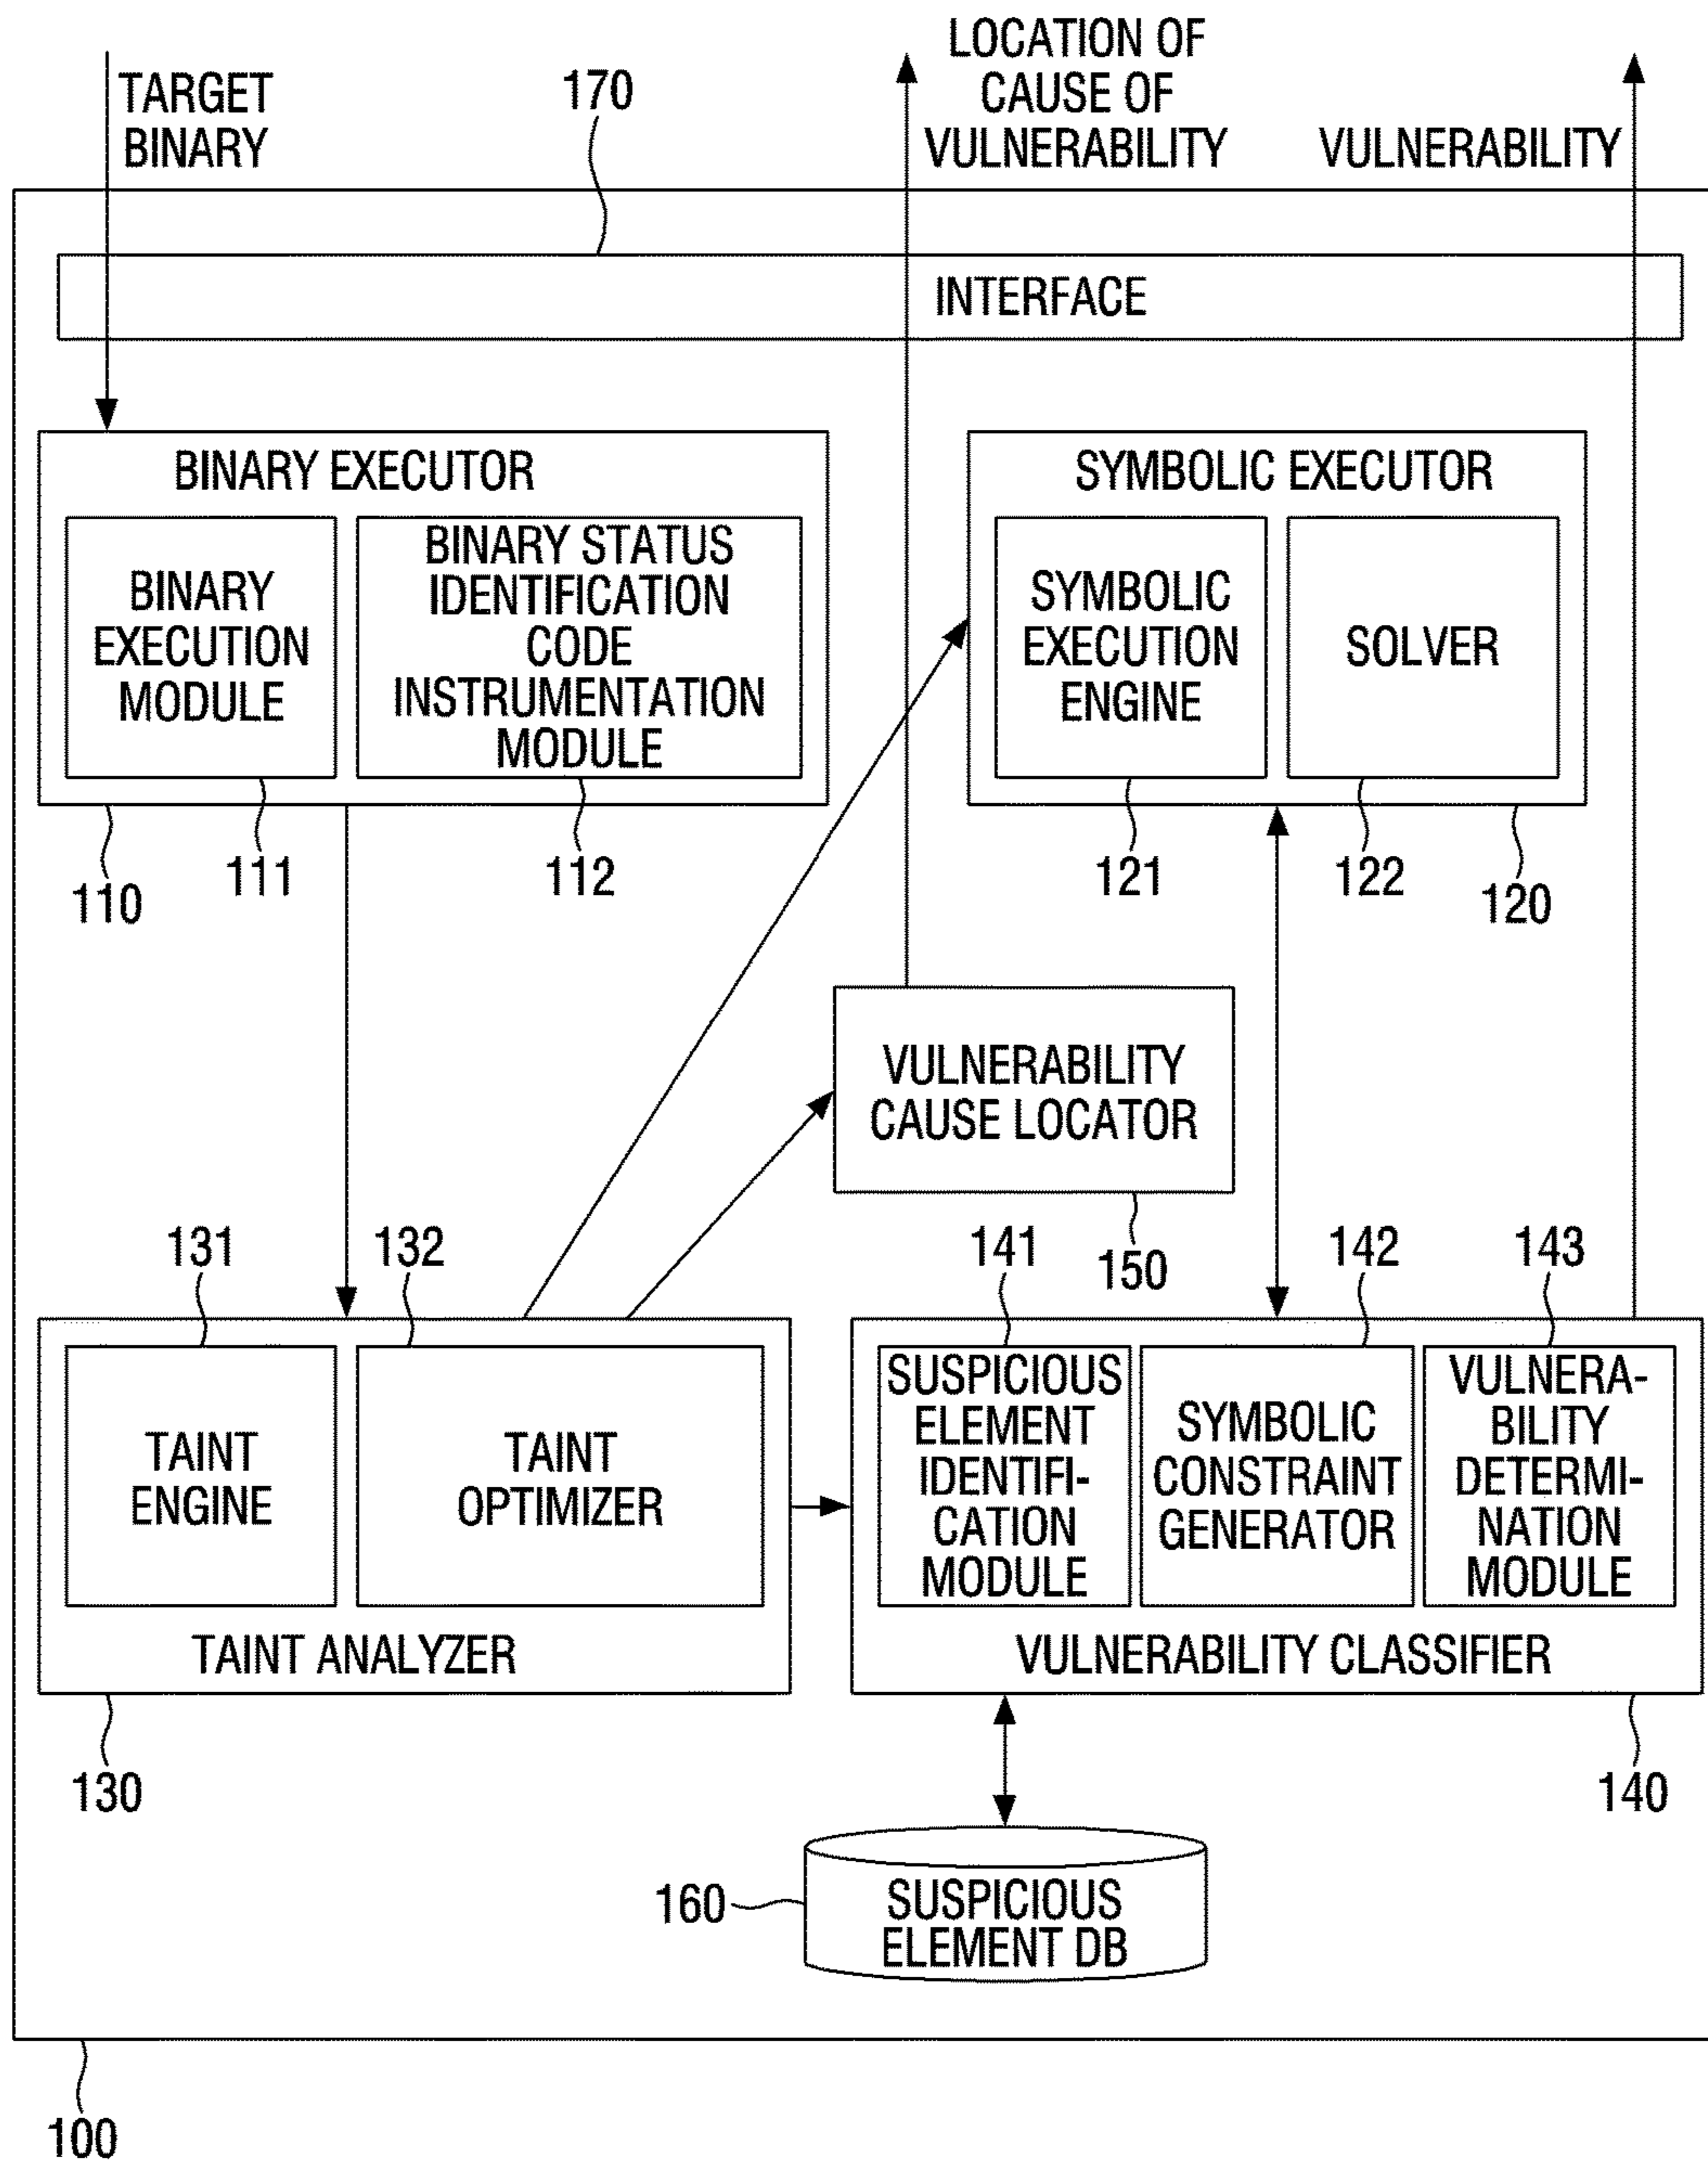 TARGET
BINARY
170
LOCATION OF
CAUSE OF
VULNERABILITY
VULNERABILITY
INTERFACE
BINARY EXECUTOR
BINARY
EXECUTION
MODULE
BINARY STATUS
IDENTIFICATION
CODE
INSTRUMENTATION
MODULE
SYMBOLIC EXECUTOR
SYMBOLIC
EXECUTION
ENGINE
SOLVER
110
111
112
121
122
120
VULNERABILITY
CAUSE LOCATOR
150
131
132
141
142
143
TAINT
ENGINE
TAINT
OPTIMIZER
TAINT ANALYZER
SUSPICIOUS
ELEMENT
IDENTIFI-
CATION
MODULE
SYMBOLIC
CONSTRAINT
GENERATOR
VULNERA-
BILITY
DETERMI-
NATION
MODULE
VULNERABILITY CLASSIFIER
130
140
160
SUSPICIOUS
ELEMENT DB
100